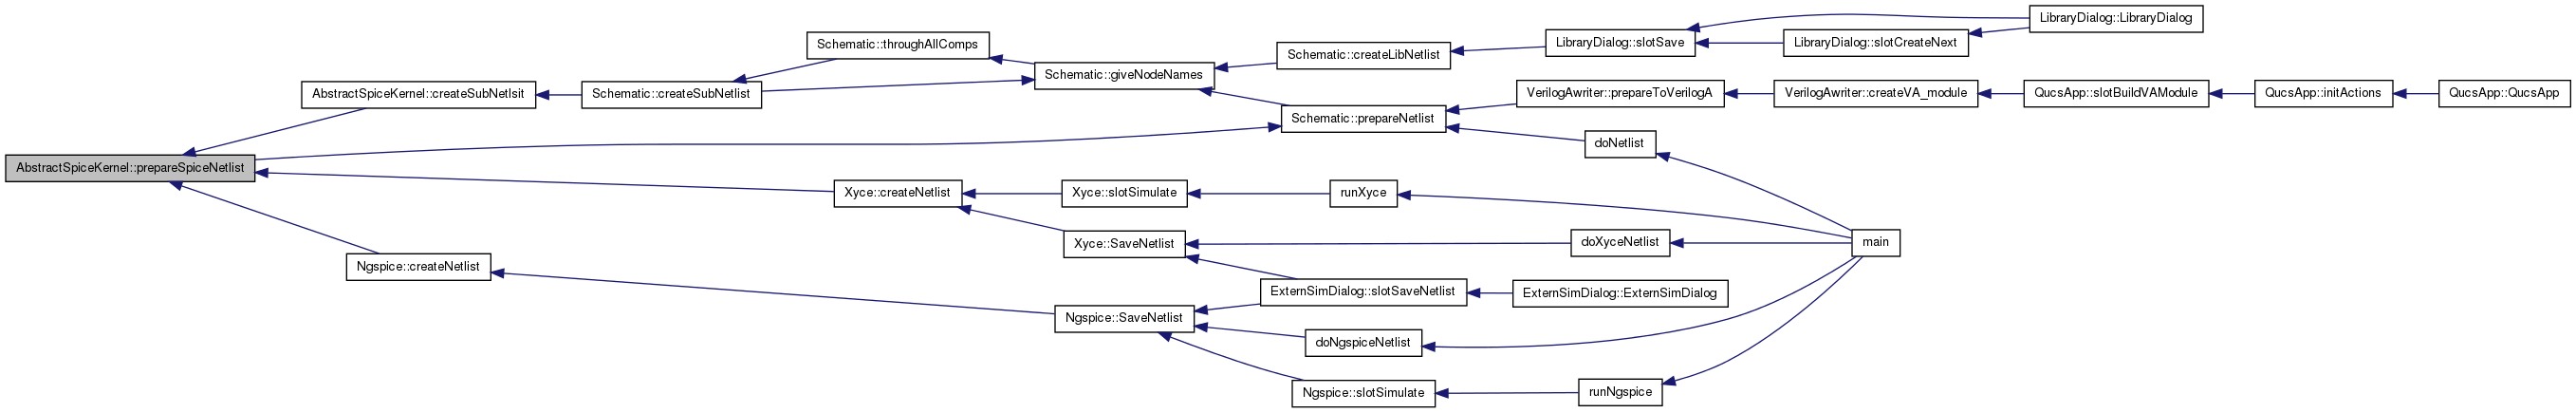 AbstractSpiceKernel::prepareSpiceNetlist
AbstractSpiceKernel::createSubNetlsit
Schematic::createSubNetlist
Schematic::throughAllComps
Schematic::giveNodeNames
Schematic::createLibNetlist
LibraryDialog::slotSave
LibraryDialog::LibraryDialog
LibraryDialog::slotCreateNext
Schematic::prepareNetlist
VerilogAwriter::prepareToVerilogA
VerilogAwriter::createVA_module
QucsApp::slotBuildVAModule
QucsApp::initActions
QucsApp::QucsApp
doNetlist
main
Xyce::createNetlist
Xyce::slotSimulate
runXyce
Xyce::SaveNetlist
doXyceNetlist
ExternSimDialog::slotSaveNetlist
ExternSimDialog::ExternSimDialog
Ngspice::createNetlist
Ngspice::SaveNetlist
doNgspiceNetlist
Ngspice::slotSimulate
runNgspice